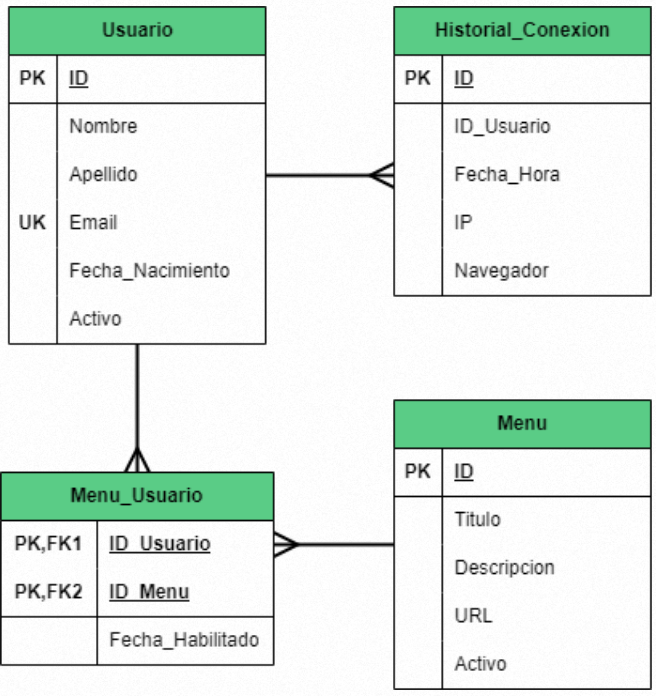 Usuario
PK ID
Nombre
Apellido
UK Email
Fecha_Nacimiento
Activo
Historial_Conexion
PK ID
ID_Usuario
Fecha_Hora
IP
Navegador
Menu_Usuario
PK,FK1 ID_Usuario
PK,FK2 ID_Menu
Fecha_Habilitado
Menu
PK ID
Titulo
Descripcion
URL
Activo